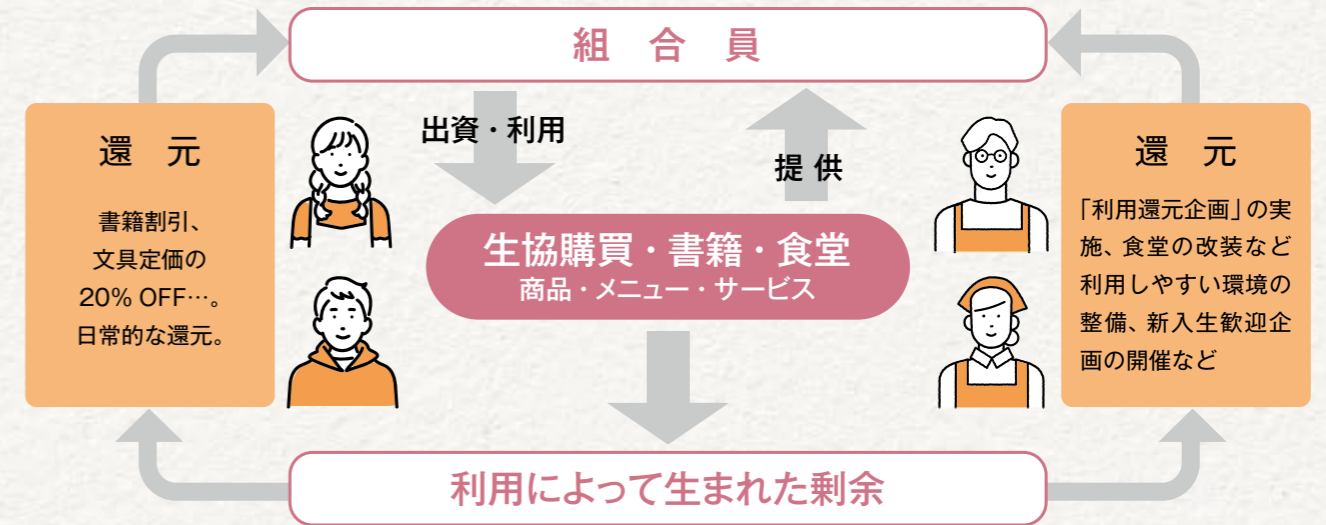 組 合 員
出資・利用
提 供
還 元
書籍割引、
文具定価の
20% OFF…。
日常的な還元。
生協購買・書籍・食堂
商品・メニュー・サービス
還 元
「利用還元企画」の実
施、食堂の改装など
利用しやすい環境の
整備、新入生歓迎企
画の開催など
利用によって生まれた剰余